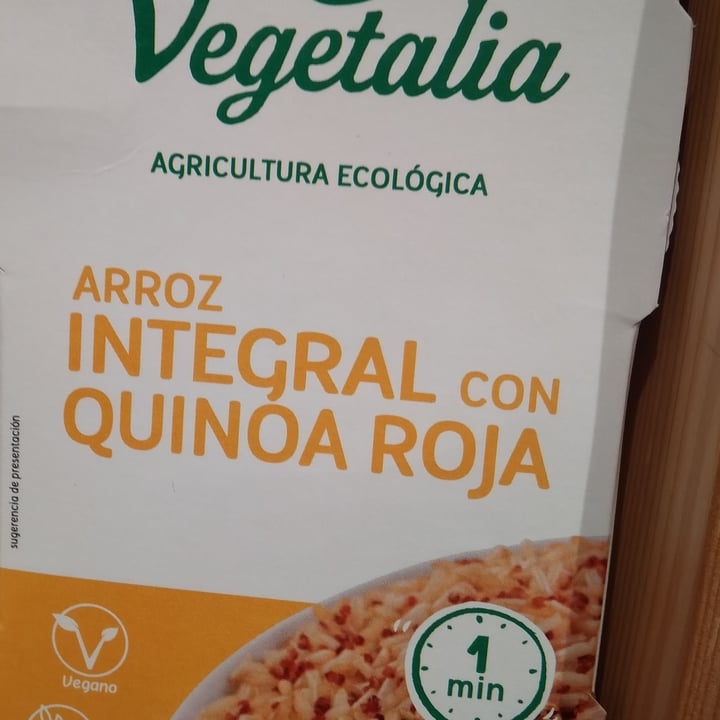 Vegetalia
AGRICULTURA ECOLÓGICA
ARROZ
INTEGRAL CON
QUINOA ROJA
sugerencia de presentación
Vegano
1
min